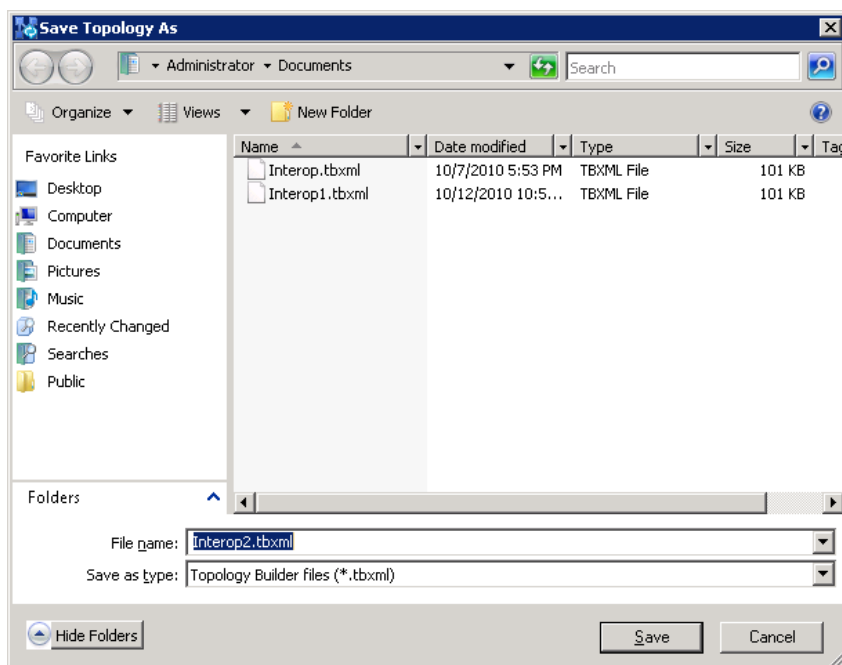 Save Topology As
Administrator Documents Search
Organize Views New Folder
Favorite Links
Desktop
Computer
Documents
Pictures
Music
Recently Changed
Searches
Public
Folders
Name Date modified Type Size Tag
Interop.tbxml 10/7/2010 5:53 PM TBXML File 101 KB
Interop1.tbxml 10/12/2010 10:5... TBXML File 101 KB
File name: Interop2.tbxml
Save as type: Topology Builder files (*.tbxml)
Hide Folders Save Cancel